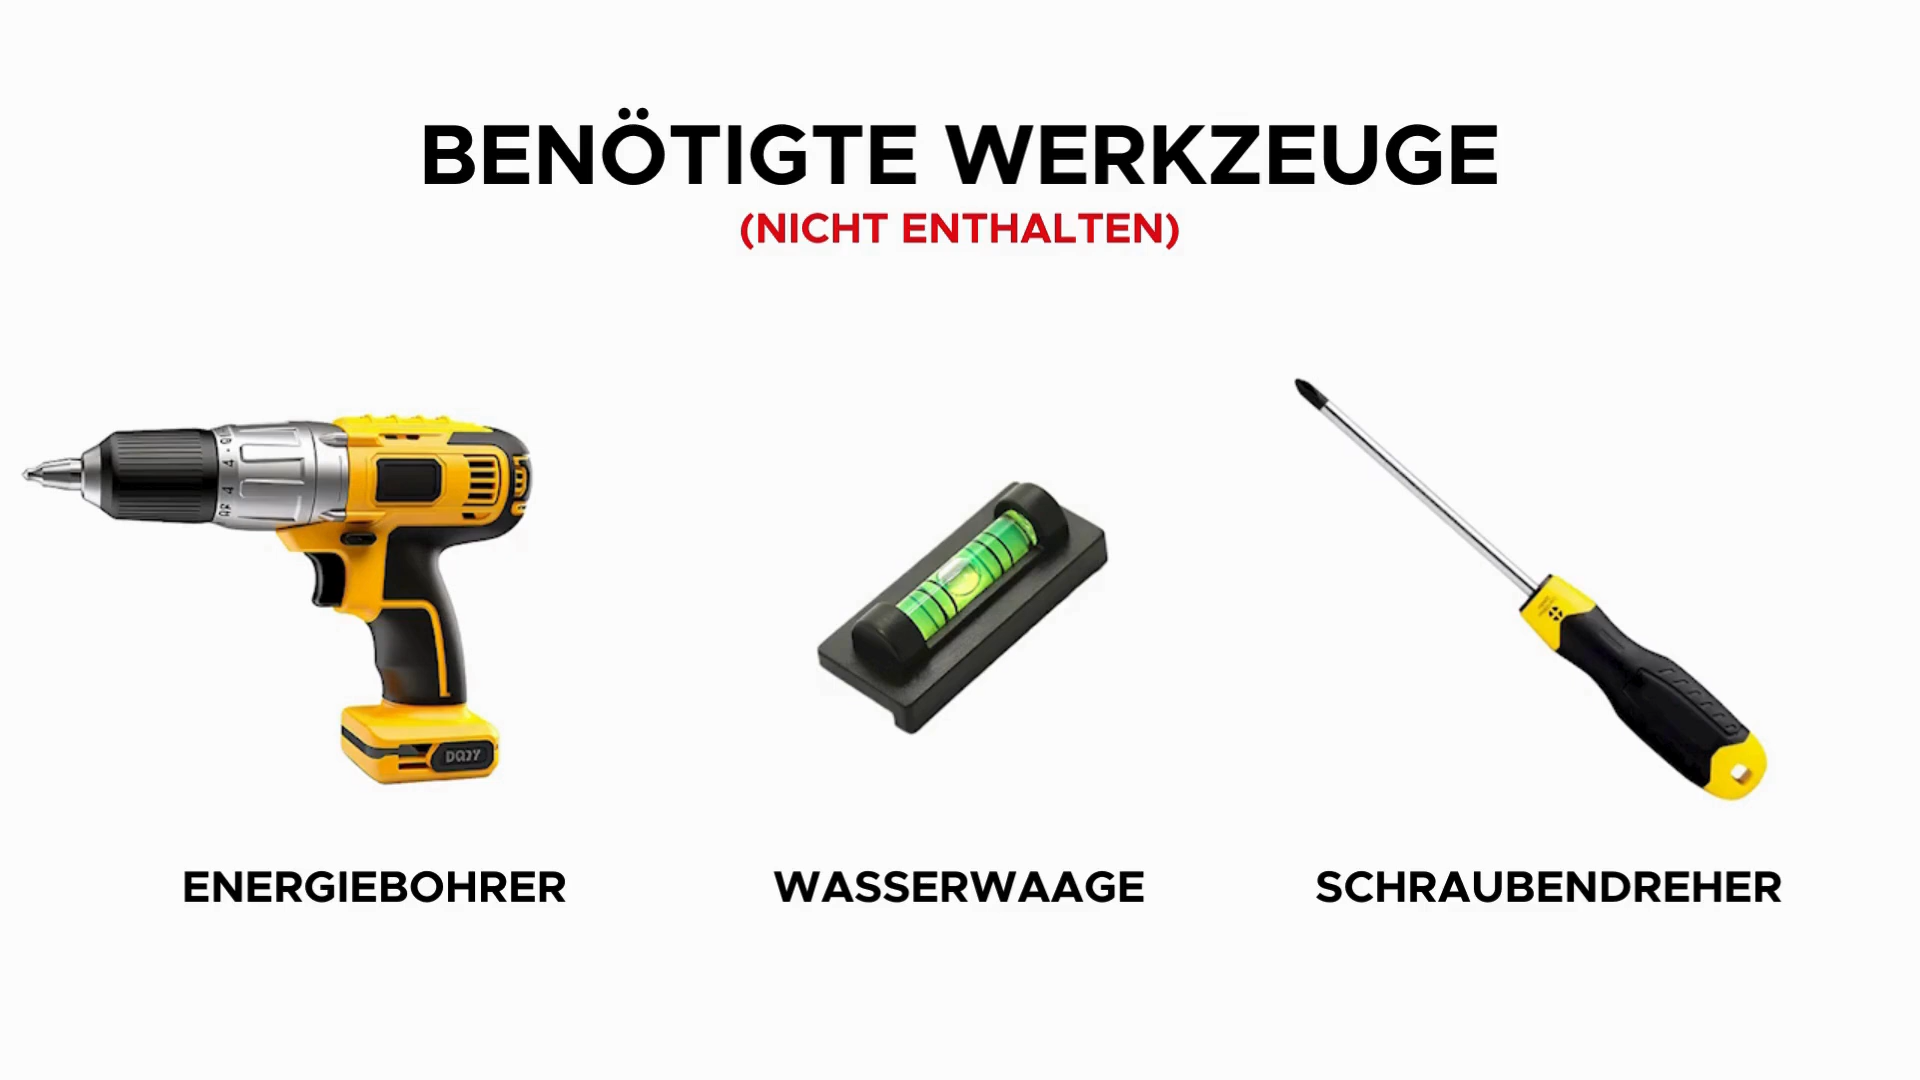 BENÖTIGTE WERKZEUGE
(NICHT ENTHALTEN)
ENERGIEBOHRER
WASSERWAAGE
SCHRAUBENDREHER